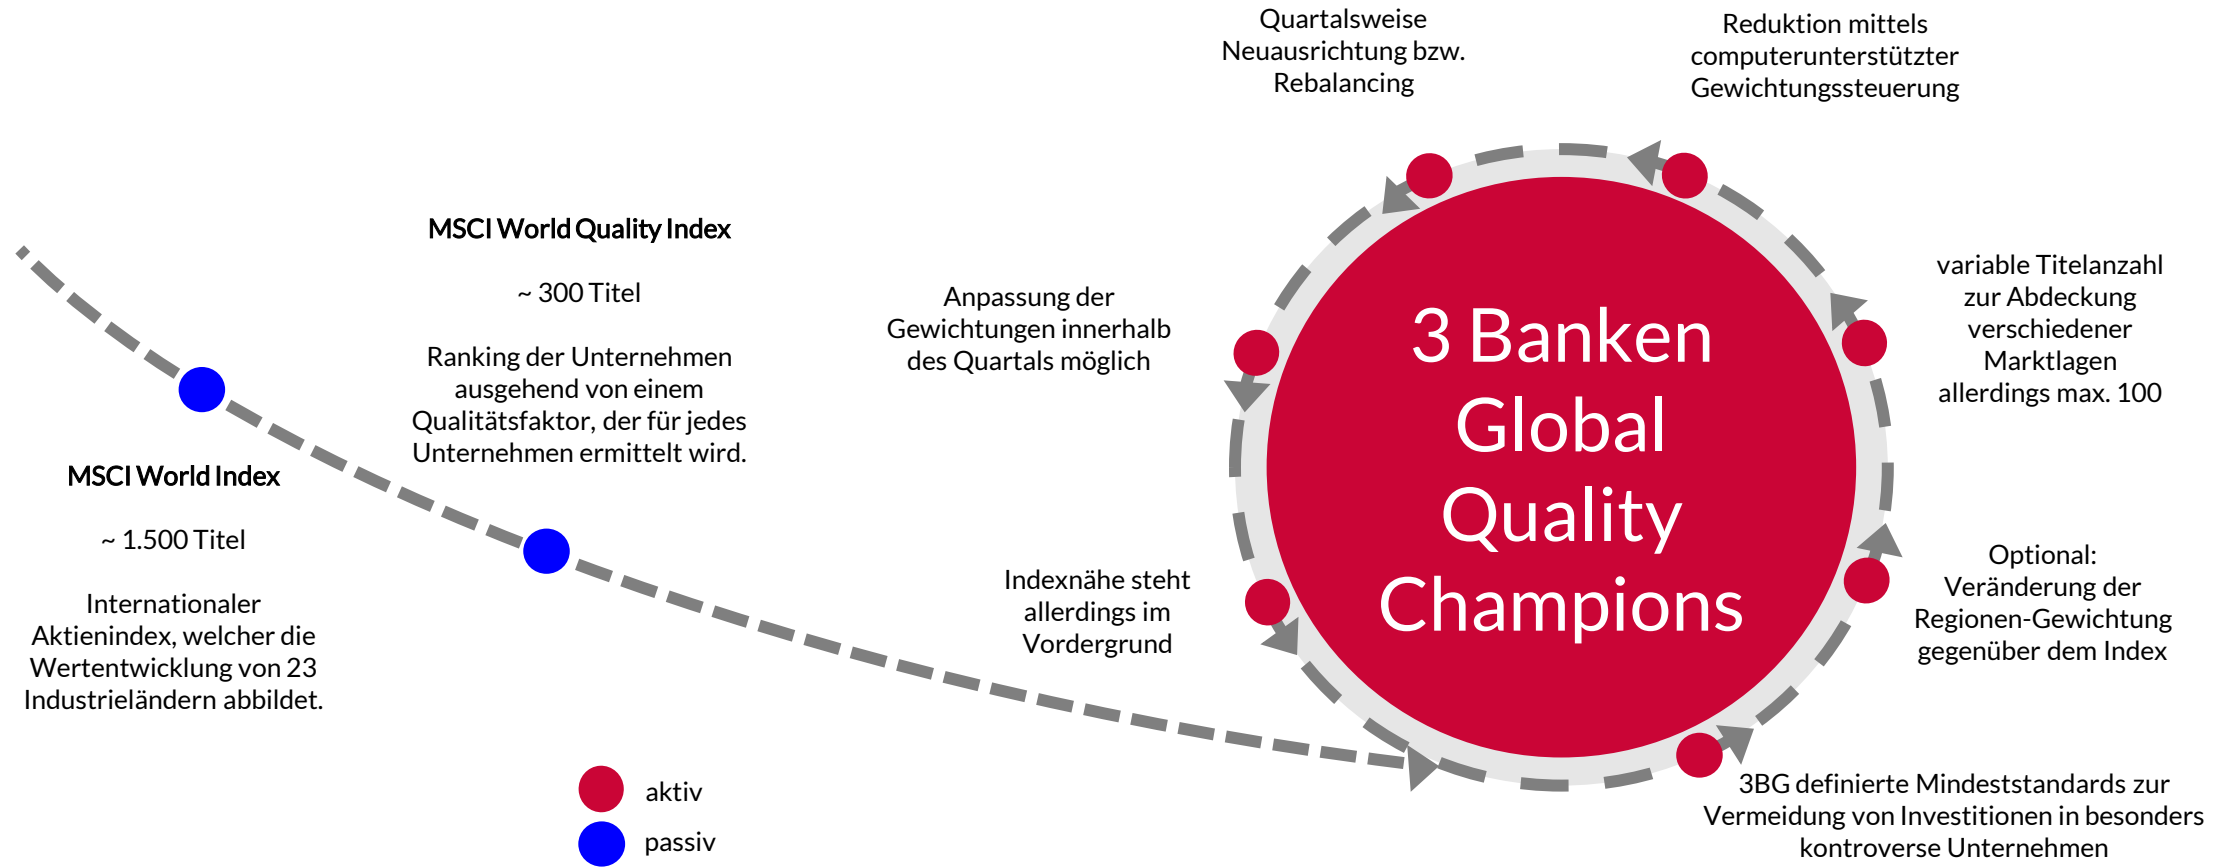 Quartalsweise
Neuausrichtung bzw.
Rebalancing
Reduktion mittels
computerunterstützter
Gewichtungssteuerung
MSCI World Quality Index
~ 300 Titel
Ranking der Unternehmen
ausgehend von einem
Qualitätsfaktor, der für jedes
Unternehmen ermittelt wird.
MSCI World Index
~ 1.500 Titel
Internationaler
Aktienindex, welcher die
Wertentwicklung von 23
Industrieländern abbildet.
Anpassung der
Gewichtungen innerhalb
des Quartals möglich
3 Banken
Global
Quality
Champions
variable Titelanzahl
zur Abdeckung
verschiedener
Marktlagen
allerdings max. 100
Indexnähe steht
allerdings im
Vordergrund
Optional:
Veränderung der
Regionen-Gewichtung
gegenüber dem Index
3BG definierte Mindeststandards zur
Vermeidung von Investitionen in besonders
kontroverse Unternehmen
aktiv
passiv